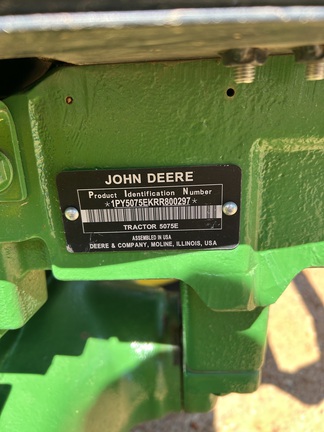 JOHN DEERE
Product Identification Number
*1PY5075EKRR800297*
TRACTOR 5075E
ASSEMBLED IN USA
DEERE & COMPANY, MOLINE, ILLINOIS, USA